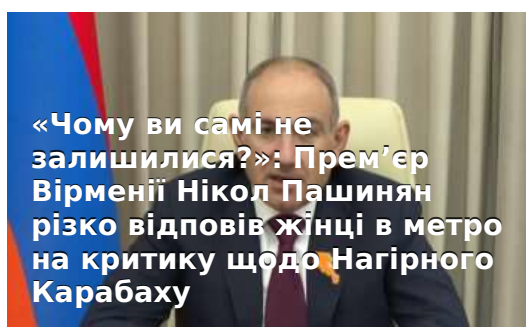 «Чому ви самі не
залишилися?»: Прем’єр
Вірменії Нікол Пашинян
різко відповів жінці в метро
на критику щодо Нагірного
Карабаху